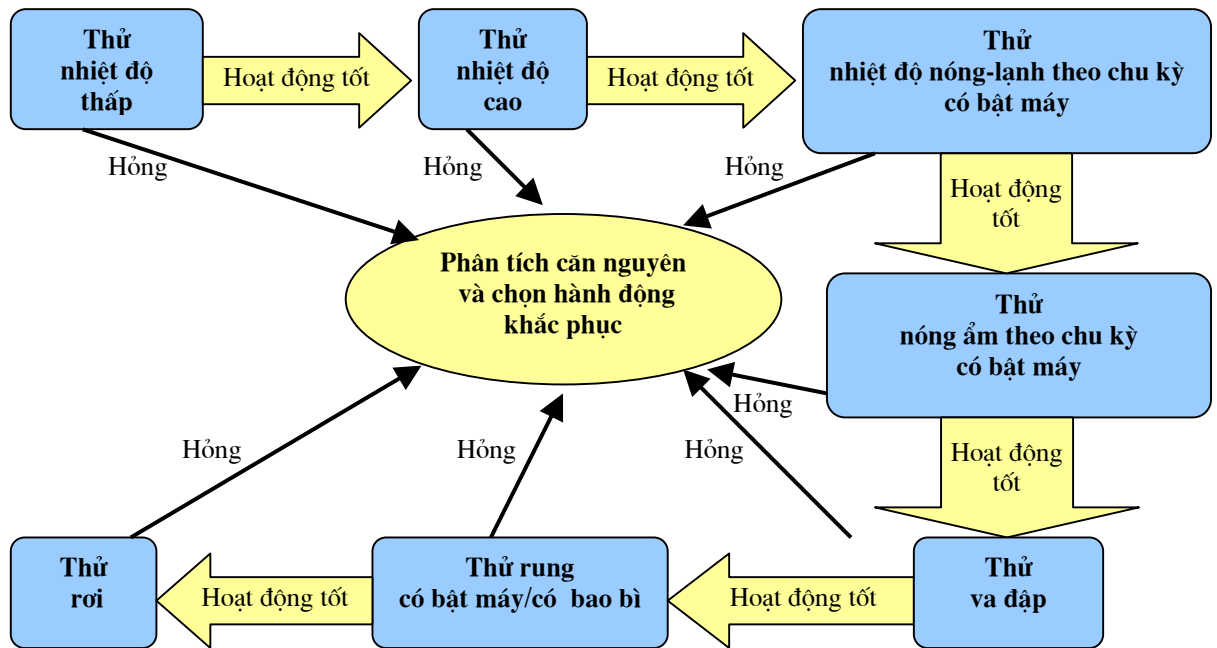 Thử
nhiệt độ
thấp
Hoạt động tốt
Thử
nhiệt độ
cao
Hoạt động tốt
Thử
nhiệt độ nóng-lạnh theo chu kỳ
có bật máy
Hỏng
Hỏng
Hỏng
Hoạt động
tốt
Phân tích căn nguyên
và chọn hành động
khắc phục
Thử
nóng ẩm theo chu kỳ
có bật máy
Hỏng
Hỏng
Hỏng
Hỏng
Hoạt động
tốt
Thử
rơi
Hoạt động tốt
Thử rung
có bật máy/có bao bì
Hoạt động tốt
Thử
va đập